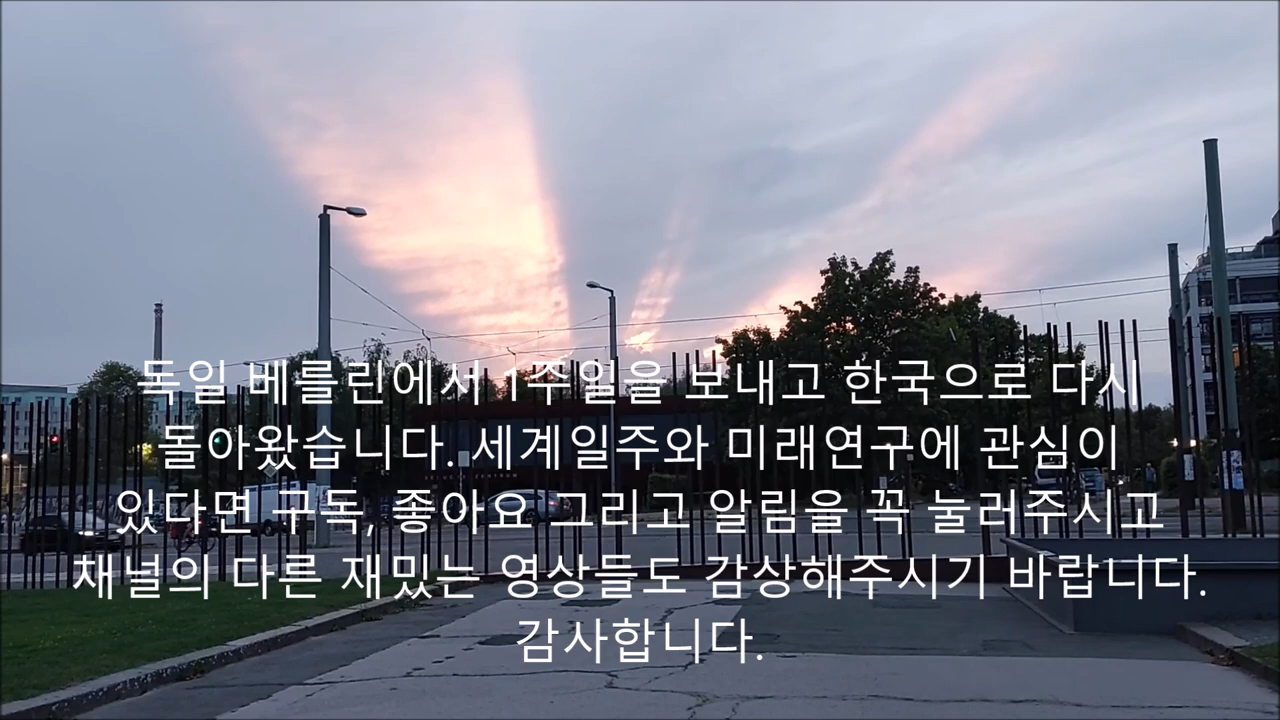 독일 베를린에서 1주일을 보내고 한국으로 다시
돌아왔습니다. 세계일주와 미래연구에 관심이
있다면 구독, 좋아요 그리고 알림을 꼭 눌러주시고
채널의 다른 재밌는 영상들도 감상해주시기 바랍니다.
감사합니다.